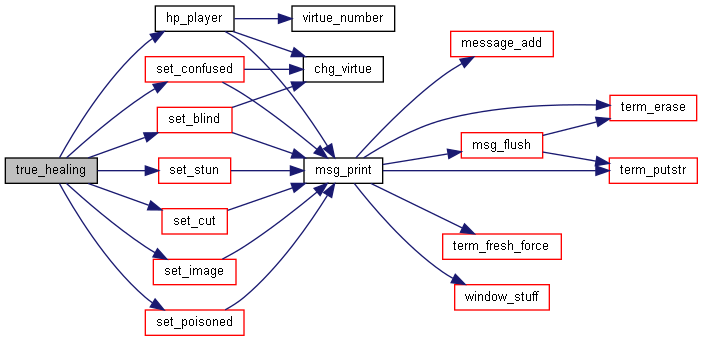 true_healing
hp_player
set_confused
set_blind
set_stun
set_cut
set_image
set_poisoned
virtue_number
chg_virtue
msg_print
message_add
msg_flush
term_fresh_force
window_stuff
term_erase
term_putstr